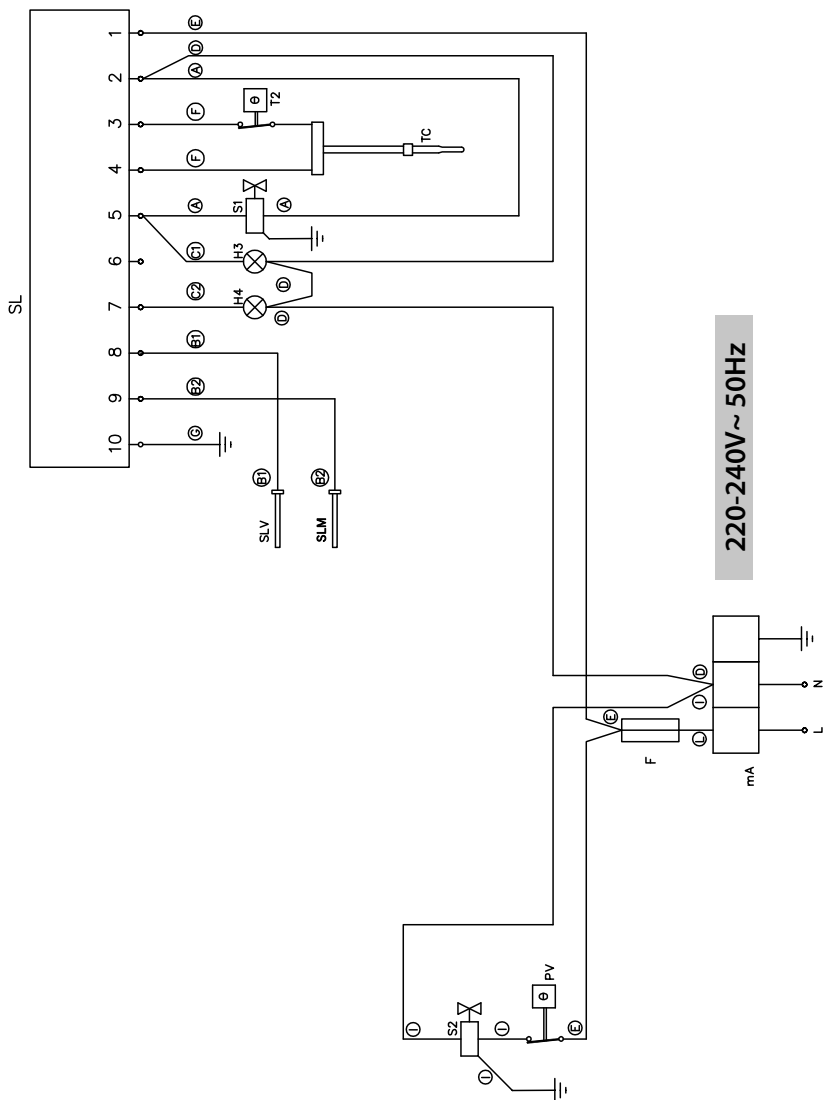 SL
1
2
3
4
5
6
7
8
9
10
E
D
A
F
F
A
C1
C2
B1
B2
G
θ
T2
TC
S1
A
H3
D
H4
D
B1
SLV
B2
SLM
220-240V~ 50Hz
D
I
E
L
F
mA
N
L
I
S2
I
I
θ
PV
E